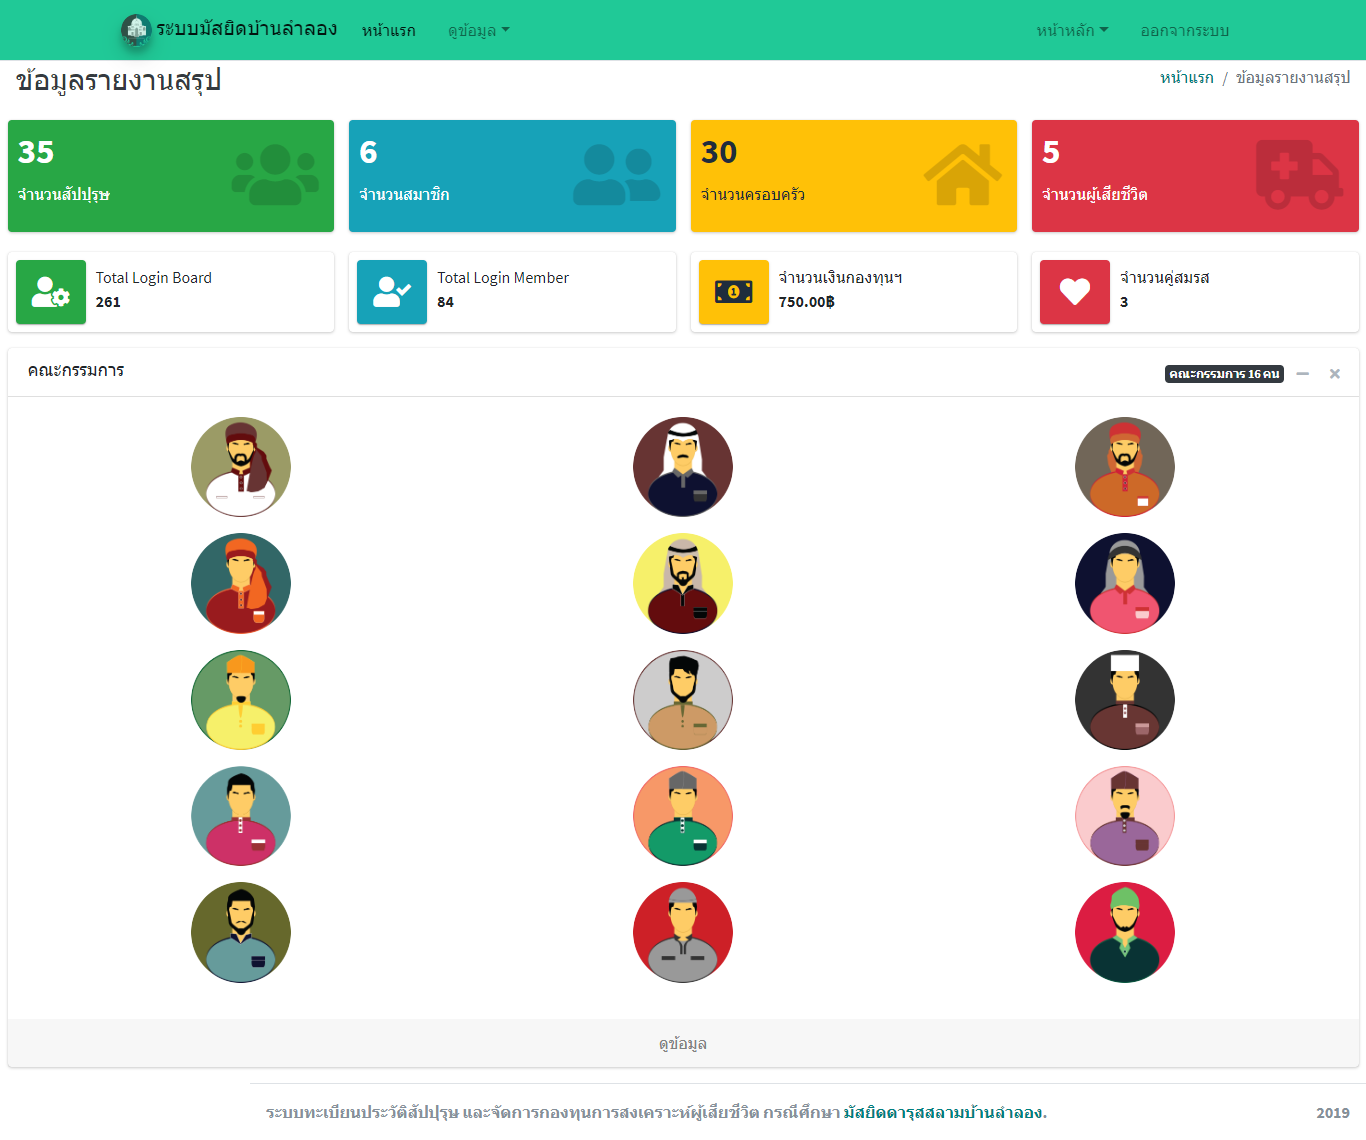 ระบบมัสยิดบ้านลำลอง หน้าแรก ดูข้อมูล หน้าหลัก ออกจากระบบ
ข้อมูลรายงานสรุป
หน้าแรก / ข้อมูลรายงานสรุป
35
จำนวนสัปปุรุษ
6
จำนวนสมาชิก
30
จำนวนครอบครัว
5
จำนวนผู้เสียชีวิต
Total Login Board
261
Total Login Member
84
จำนวนเงินกองทุนฯ
750.00฿
จำนวนคู่สมรส
3
คณะกรรมการ
คณะกรรมการ 16 คน
ดูข้อมูล
ระบบทะเบียนประวัติสัปปุรุษ และจัดการกองทุนการสงเคราะห์ผู้เสียชีวิต กรณีศึกษา มัสยิดดารุสสลามบ้านลำลอง. 2019